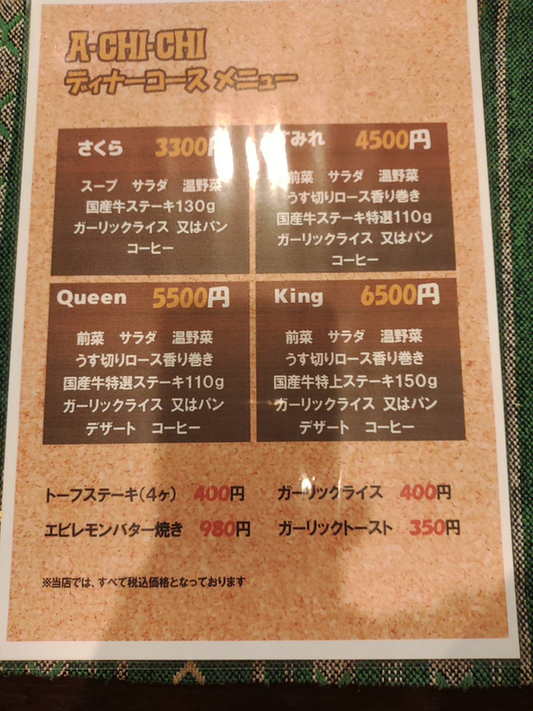 A・CHI・CHI
ディナーコース メニュー
さくら 3300円
スープ サラダ 温野菜
国産牛ステーキ130g
ガーリックライス 又はパン
コーヒー
すみれ 4500円
前菜 サラダ 温野菜
うす切りロース香り巻き
国産牛ステーキ特選110g
ガーリックライス 又はパン
コーヒー
Queen 5500円
前菜 サラダ 温野菜
うす切りロース香り巻き
国産牛特選ステーキ110g
ガーリックライス 又はパン
デザート コーヒー
King 6500円
前菜 サラダ 温野菜
うす切りロース香り巻き
国産牛特上ステーキ150g
ガーリックライス 又はパン
デザート コーヒー
トーフステーキ(4ヶ) 400円 ガーリックライス 400円
エビレモンバター焼き 980円 ガーリックトースト 350円
※当店では、すべて税込価格となっております